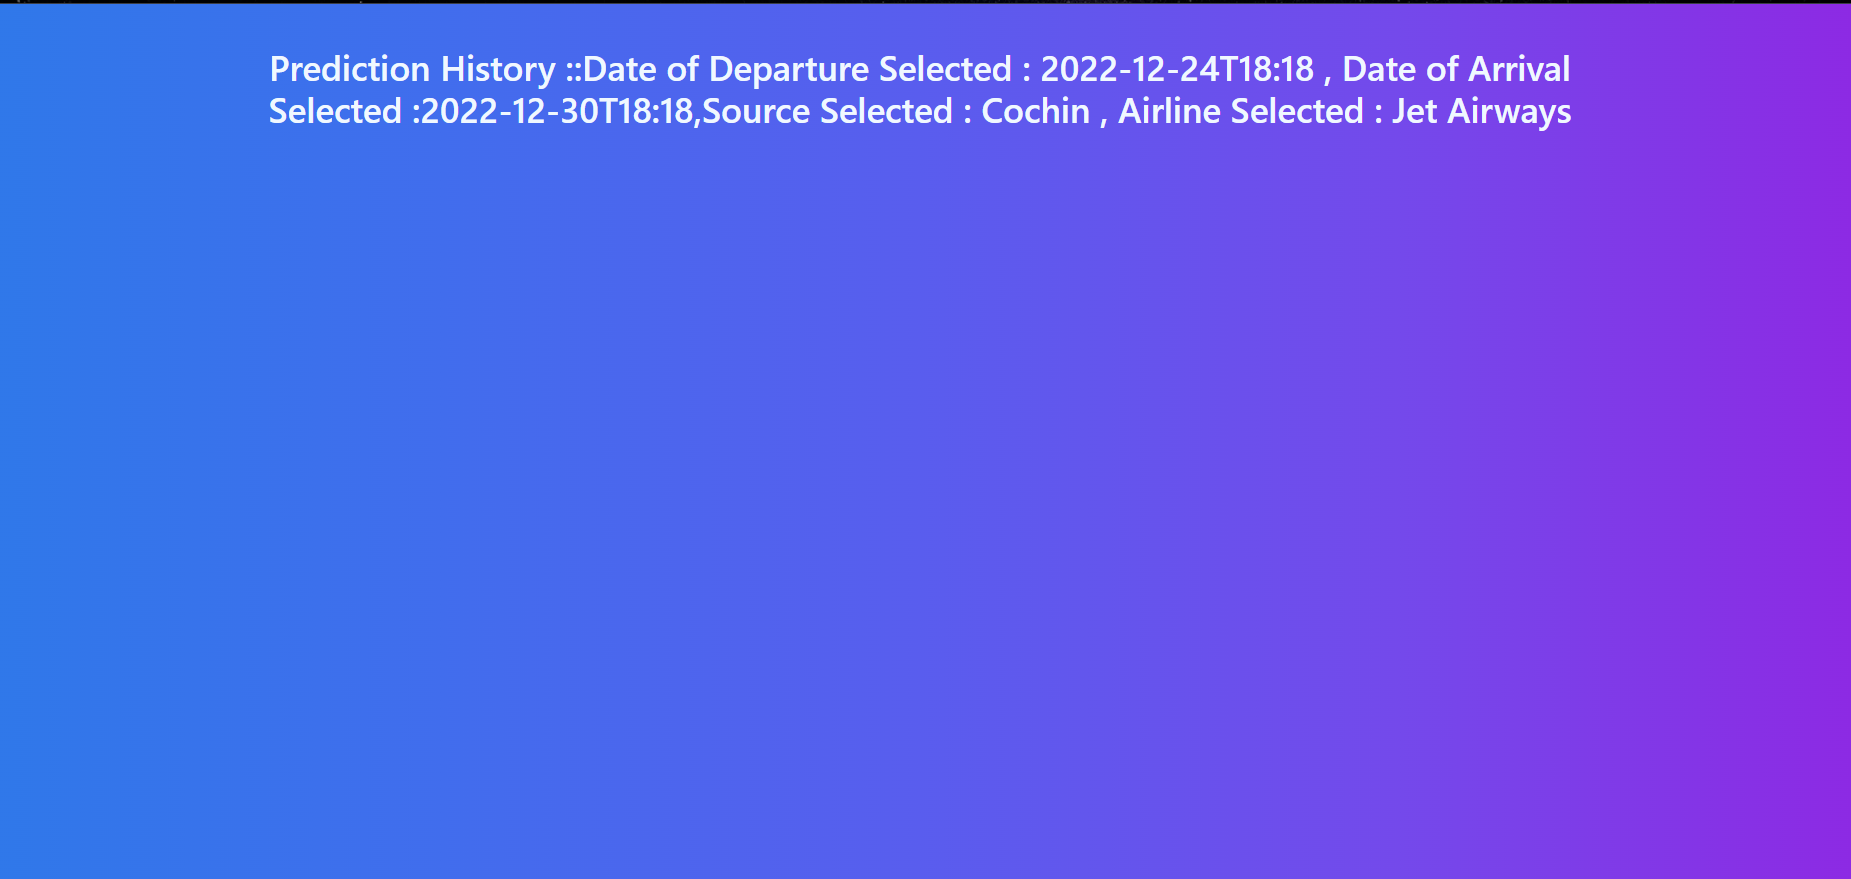 Prediction History ::Date of Departure Selected : 2022-12-24T18:18 , Date of Arrival
Selected :2022-12-30T18:18,Source Selected : Cochin , Airline Selected : Jet Airways